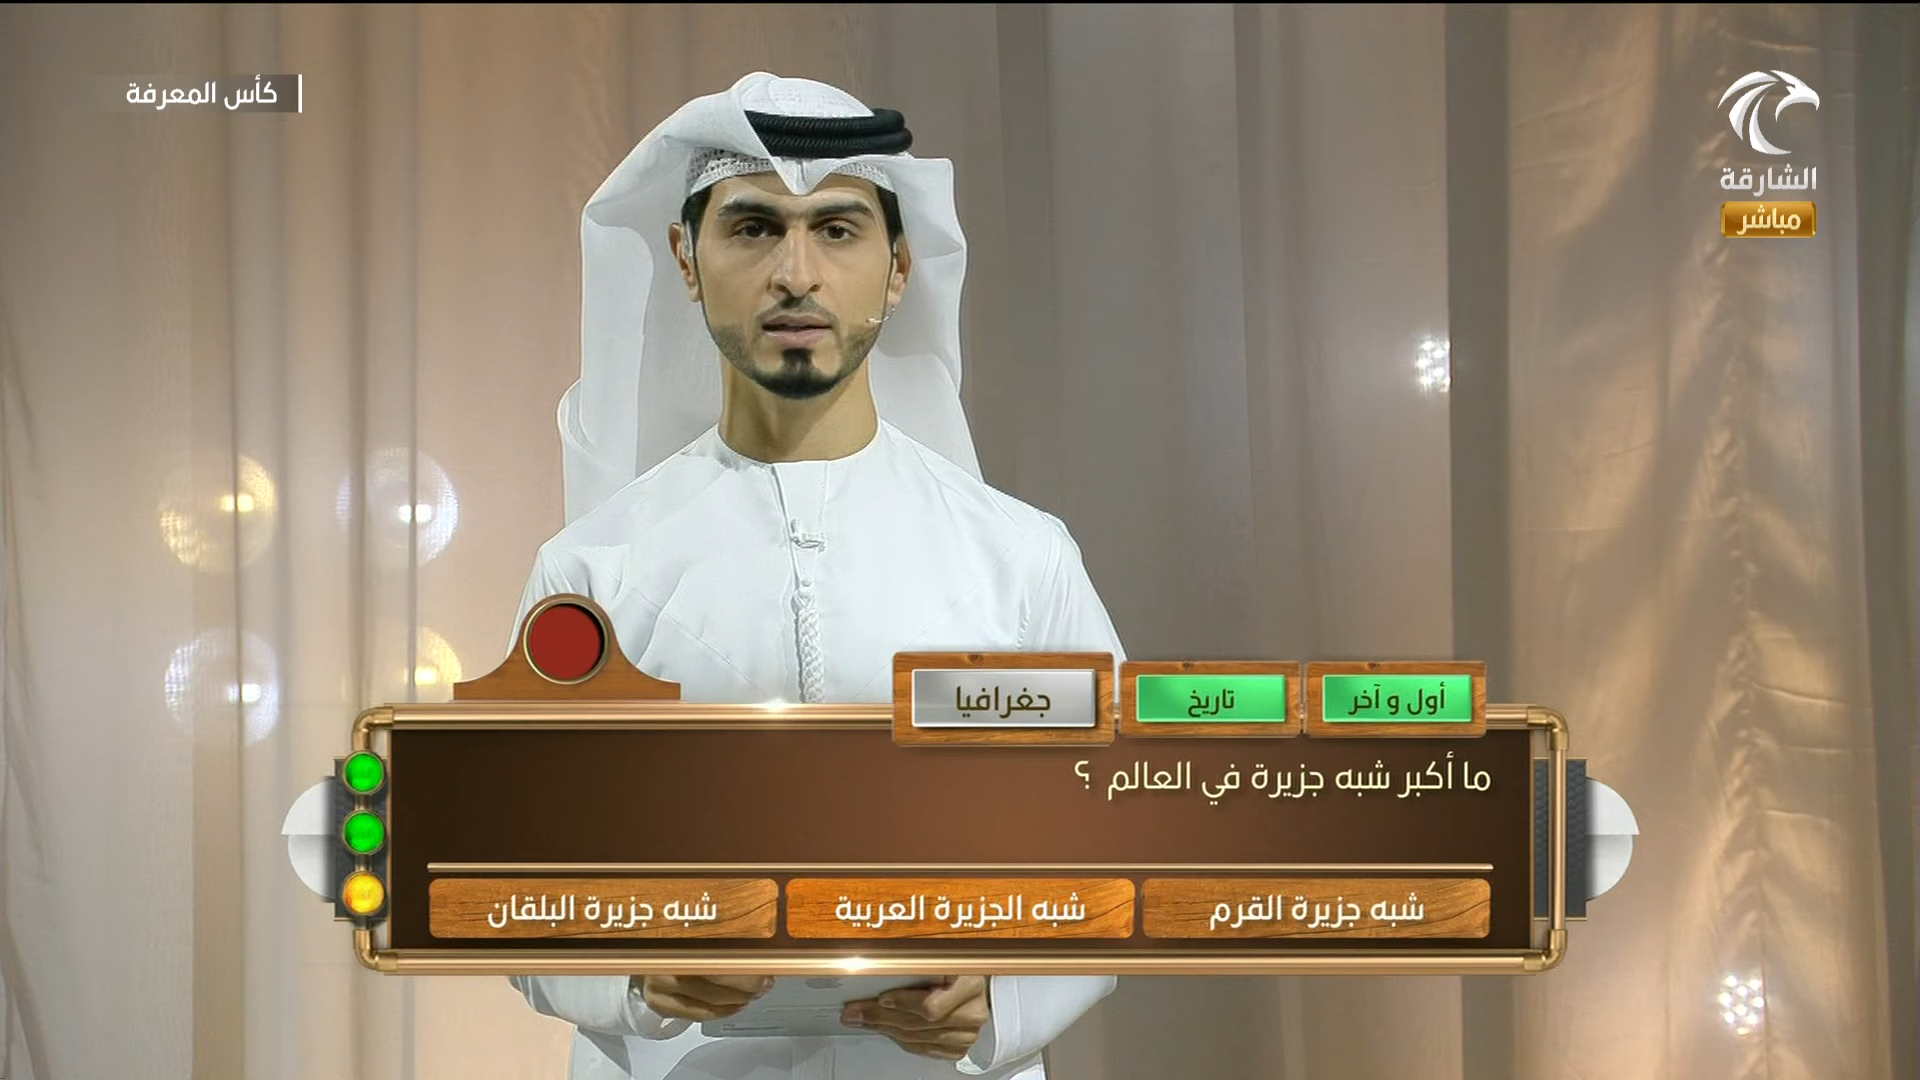 كأس المعرفة
الشارقة
مباشر
أول و آخر
تاريخ
جغرافيا
ما أكبر شبه جزيرة في العالم ؟
شبه جزيرة القرم
شبه الجزيرة العربية
شبه جزيرة البلقان